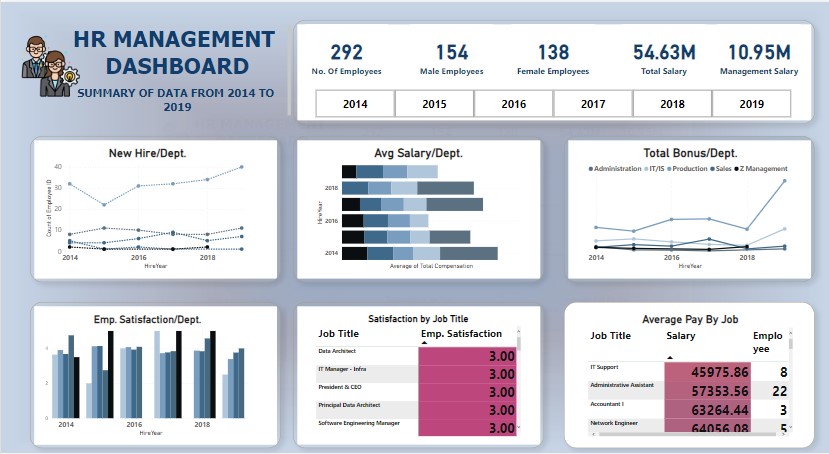 HR MANAGEMENT
DASHBOARD
SUMMARY OF DATA FROM 2014 TO
2019
292 154 138 54.63M 10.95M
No. Of Employees Male Employees Female Employees Total Salary Management Salary
2014 2015 2016 2017 2018 2019
New Hire/Dept.
Count of Employee ID
40
20
10
0
2014 2016 2018
HireYear
Avg Salary/Dept.
HireYear
2018
2016
2014
Average of Total Compensation
Total Bonus/Dept.
Administration IT/IS Production Sales Z Management
2014 2016 2018
HireYear
Emp. Satisfaction/Dept.
4
2
0
2014 2016 2018
HireYear
Satisfaction by Job Title
Job Title Emp. Satisfaction
Data Architect 3.00
IT Manager - Infra 3.00
President & CEO 3.00
Principal Data Architect 3.00
Software Engineering Manager 3.00
Average Pay By Job
Job Title Salary Emplo
yee
IT Support 45975.86 8
Administrative Assistant 57353.56 22
Accountant I 63264.44 3
Network Engineer 64056.08 5